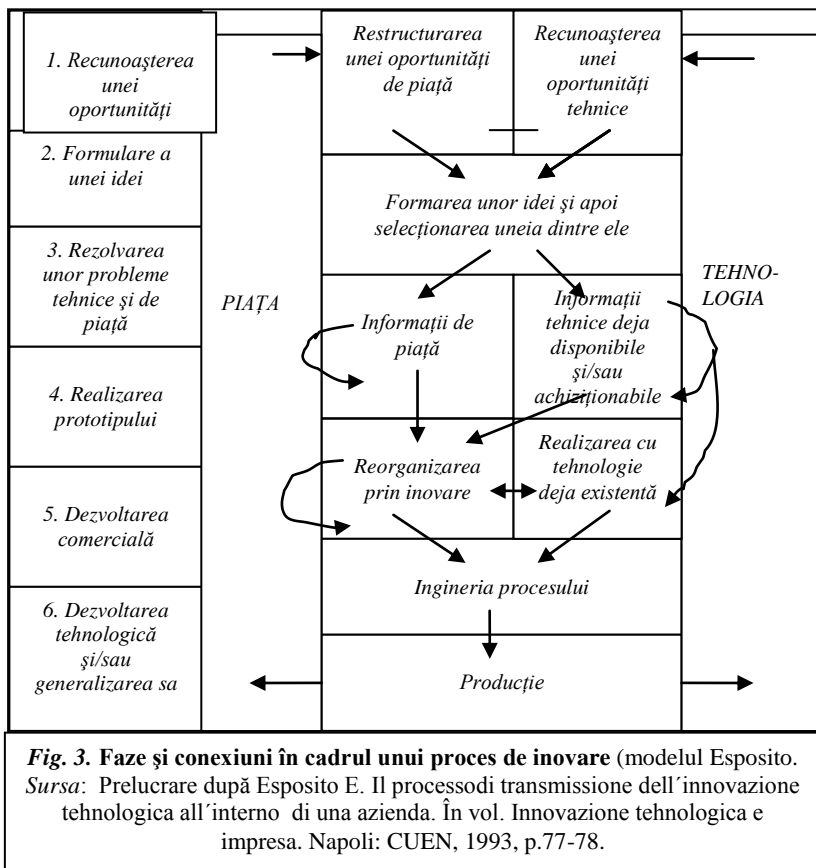 1. Recunoaşterea
unei
oportunităţi
2. Formulare a
unei idei
3. Rezolvarea
unor probleme
tehnice şi de
piaţă
4. Realizarea
prototipului
5. Dezvoltarea
comercială
6. Dezvoltarea
tehnologică
şi/sau
generalizarea sa
PIAŢA
Restructurarea
unei oportunităţi
de piaţă
Recunoaşterea
unei
oportunităţi
tehnice
Formarea unor idei şi apoi
selecţionarea uneia dintre ele
Informaţii de
piaţă
Informaţii
tehnice deja
disponibile
şi/sau
achiziţionabile
Reorganizarea
prin inovare
Realizarea cu
tehnologie
deja existentă
Ingineria procesului
Producţie
TEHNO-
LOGIA
Fig. 3. Faze şi conexiuni în cadrul unui proces de inovare (modelul Esposito.
Sursa: Prelucrare după Esposito E. Il processodi transmissione dell´innovazione
tehnologica all´interno di una azienda. În vol. Innovazione tehnologica e
impresa. Napoli: CUEN, 1993, p.77-78.